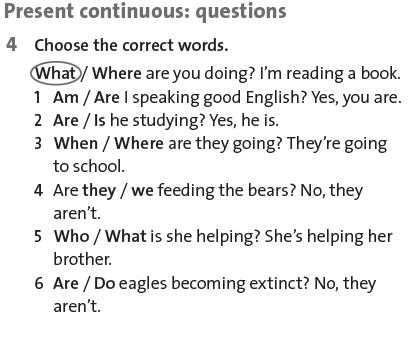 Present continuous: questions
4 Choose the correct words.
What / Where are you doing? I'm reading a book.
1 Am / Are I speaking good English? Yes, you are.
2 Are / Is he studying? Yes, he is.
3 When / Where are they going? They're going
to school.
4 Are they / we feeding the bears? No, they
aren't.
5 Who / What is she helping? She's helping her
brother.
6 Are / Do eagles becoming extinct? No, they
aren't.